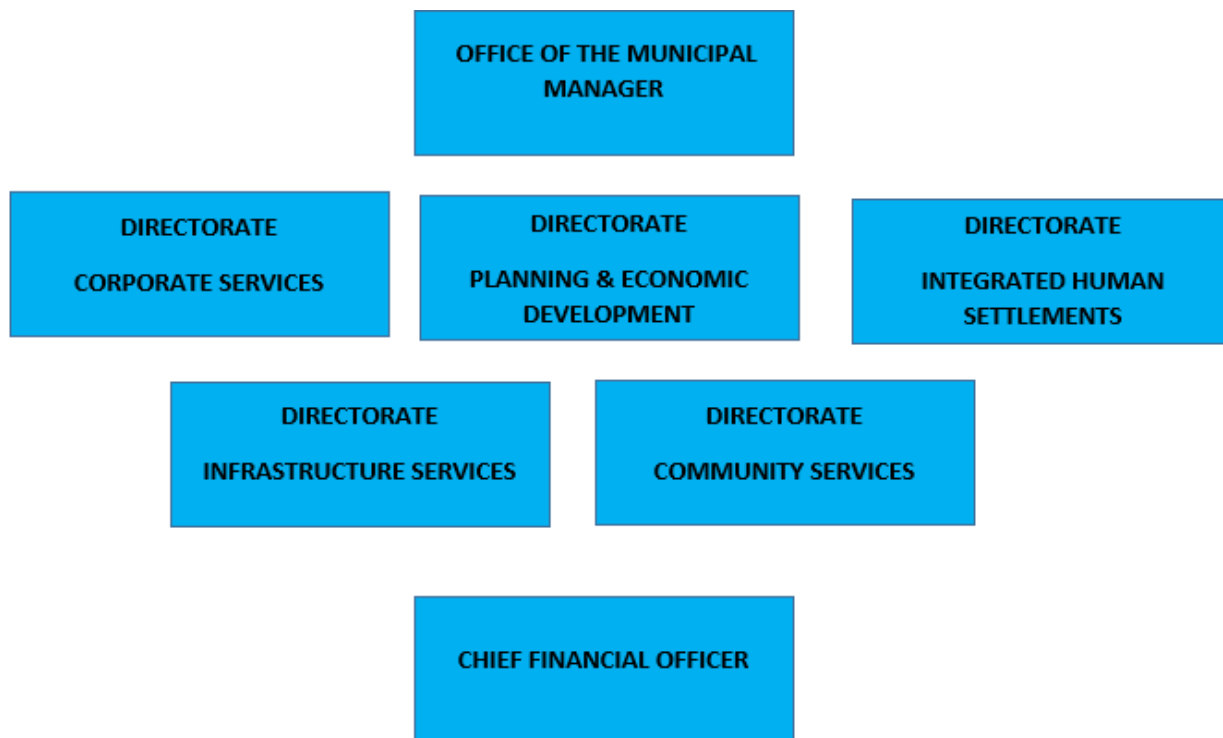 OFFICE OF THE MUNICIPAL
MANAGER
DIRECTORATE
CORPORATE SERVICES
DIRECTORATE
PLANNING & ECONOMIC
DEVELOPMENT
DIRECTORATE
INTEGRATED HUMAN
SETTLEMENTS
DIRECTORATE
INFRASTRUCTURE SERVICES
DIRECTORATE
COMMUNITY SERVICES
CHIEF FINANCIAL OFFICER